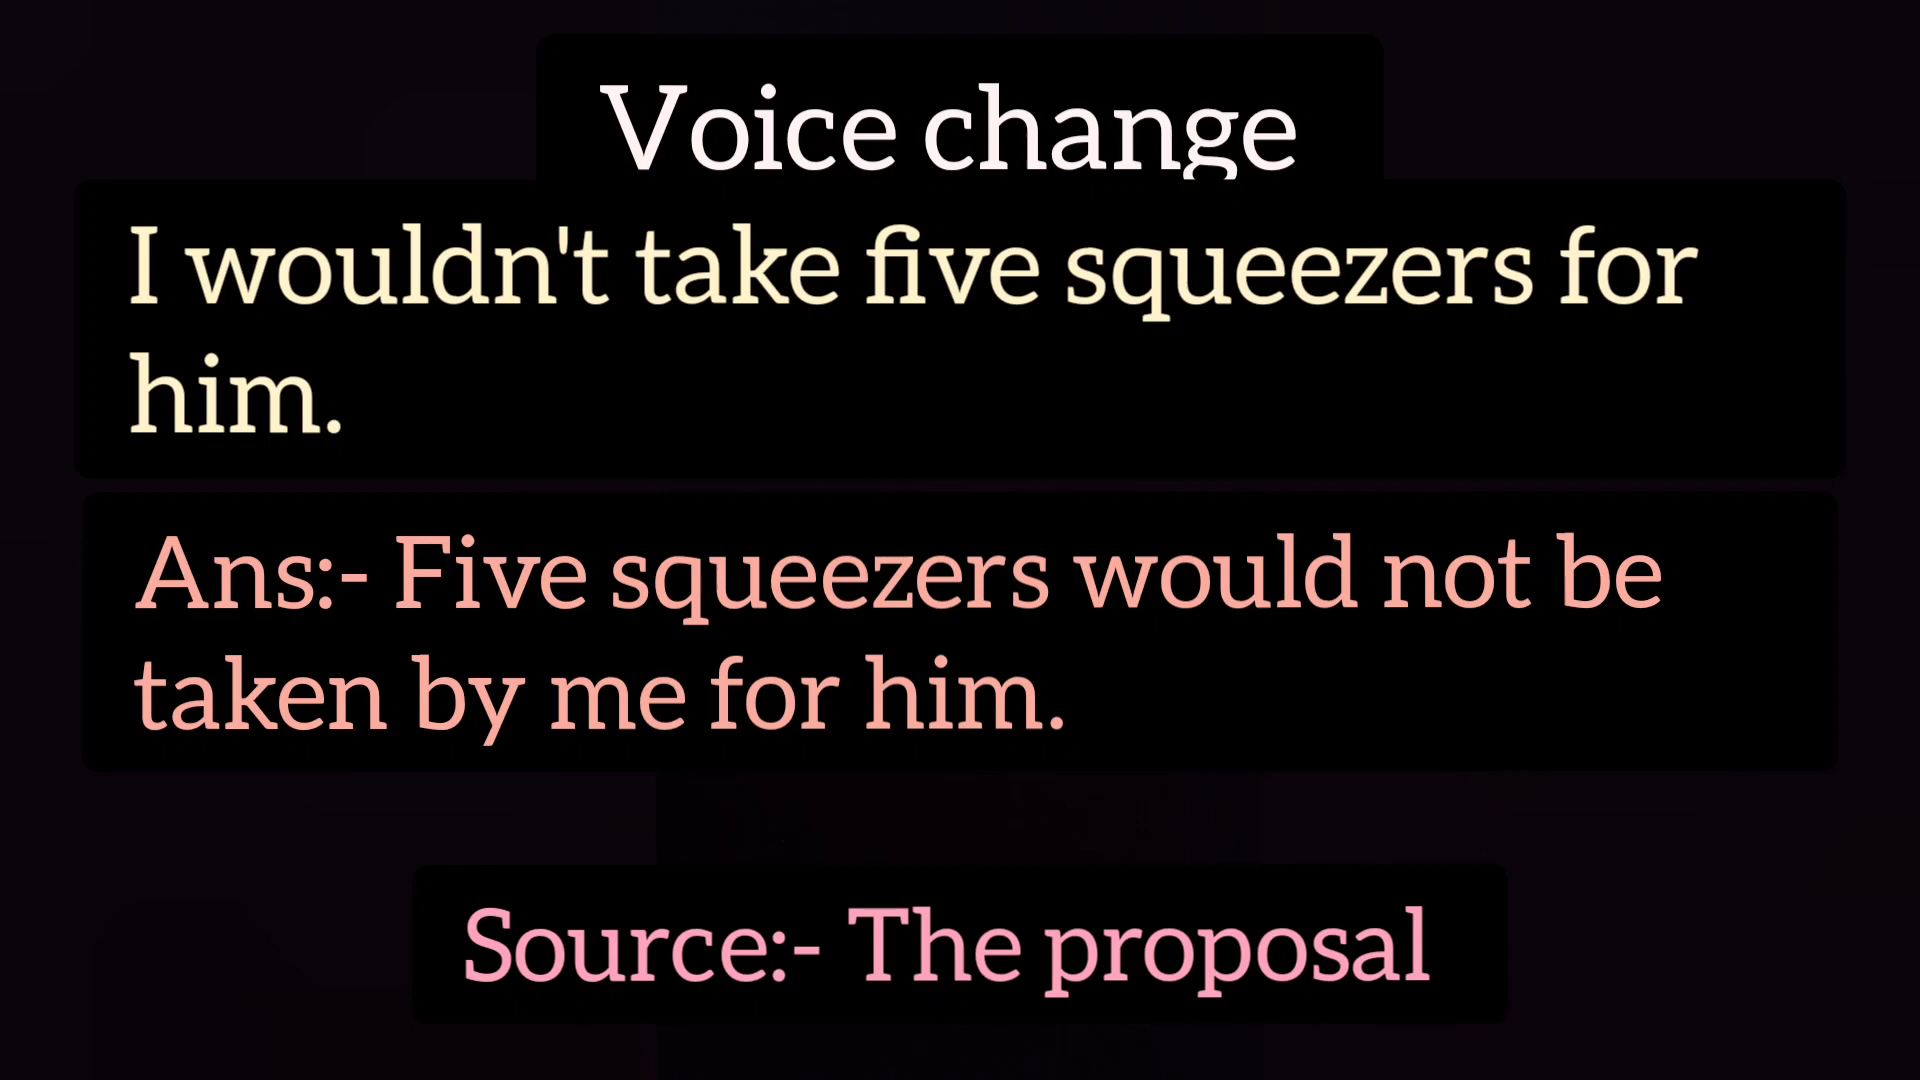 Voice change
I wouldn't take five squeezers for
him.
Ans:- Five squeezers would not be
taken by me for him.
Source:- The proposal